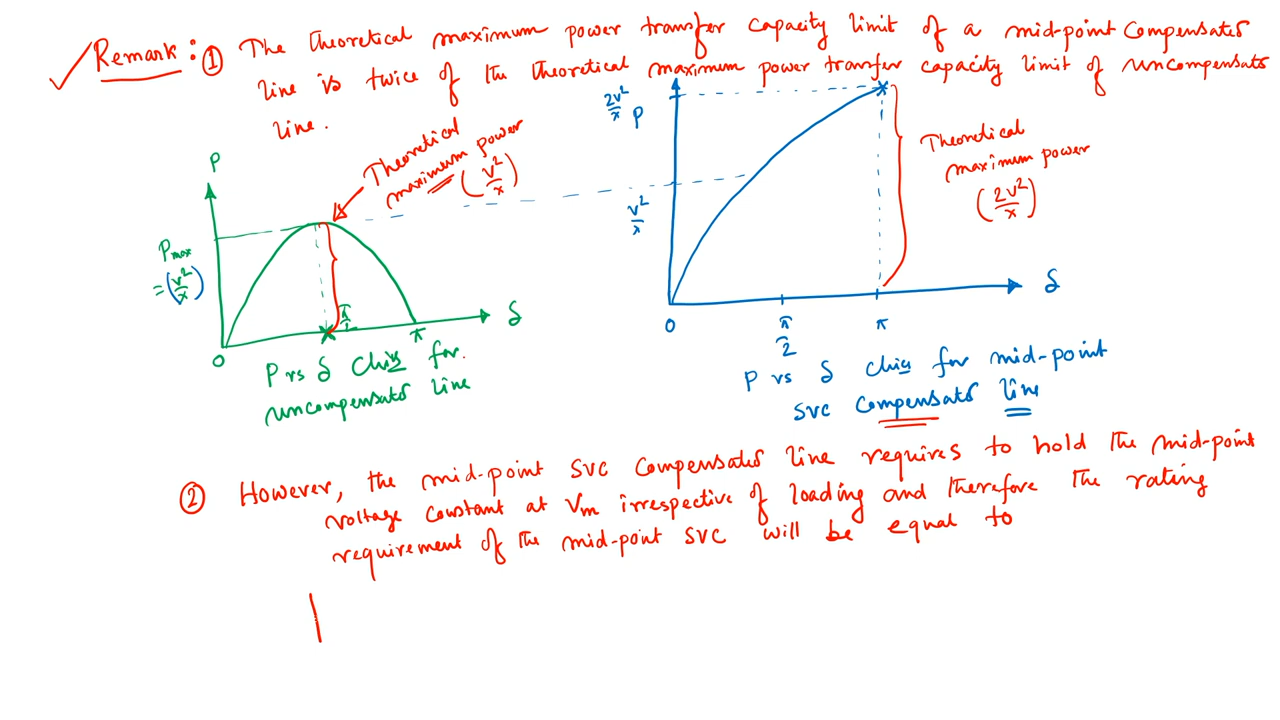 Remark: ① The theoretical maximum power transfer capacity limit of a mid-point Compensated
line is twice of the theoretical maximum power transfer capacity limit of uncompensated
line.
P
Theoretical
maximum power
(V²/x)
Pmax
= (V²/x)
0
π/2
π
δ
P vs δ Chcs for
uncompensated line
2V²/x
P
V²/x
Theoretical
maximum power
(2V²/x)
0
π/2
π
δ
P vs δ Chcs for mid-point
SVC Compensated line
② However, the mid-point SVC Compensated line requires to hold the mid-point
voltage constant at Vm irrespective of loading and therefore the rating
requirement of the mid-point SVC will be equal to